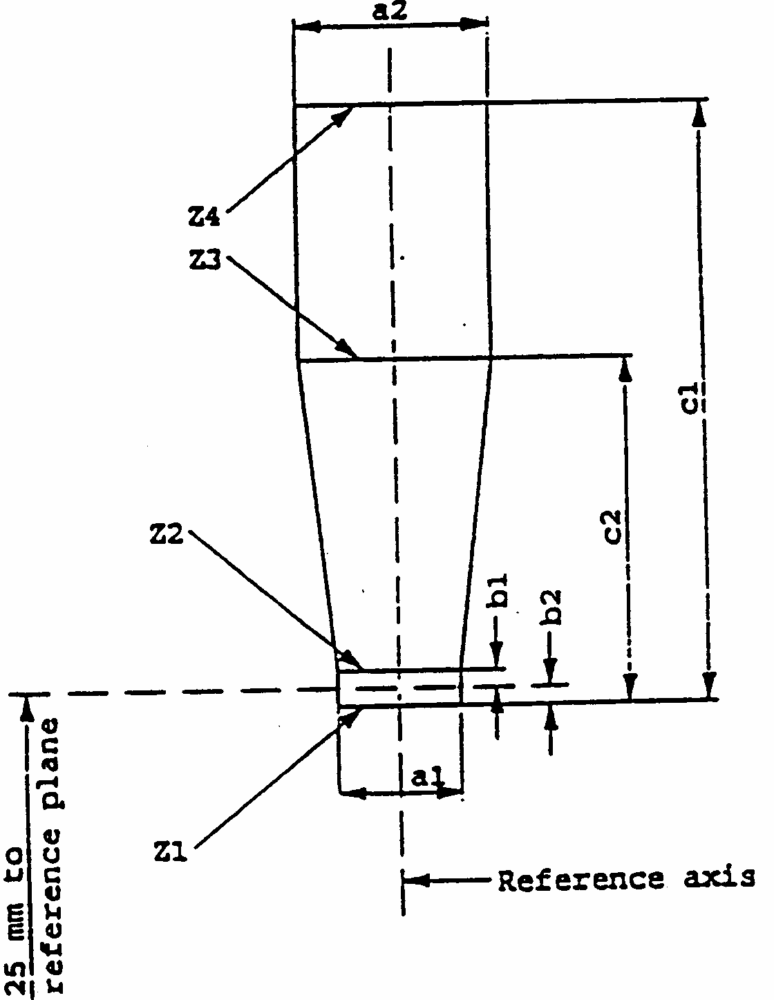 a2
Z4
Z3
c1
Z2
c2
b1
b2
a1
Z1
Reference axis
25 mm to
reference plane